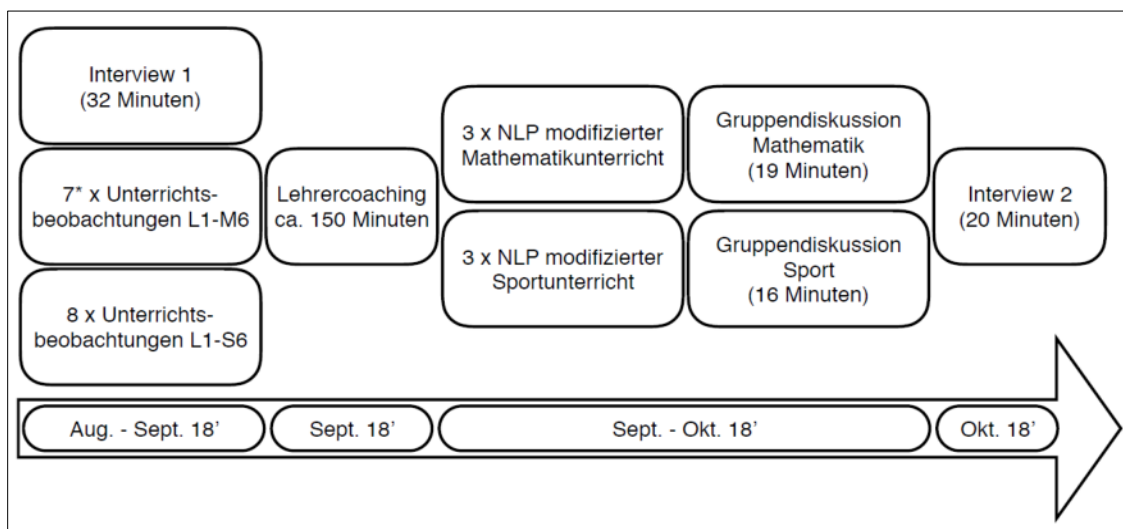 Interview 1
(32 Minuten)
7* x Unterrichts-
beobachtungen L1-M6
8 x Unterrichts-
beobachtungen L1-S6
Lehrercoaching
ca. 150 Minuten
3 x NLP modifizierter
Mathematikunterricht
3 x NLP modifizierter
Sportunterricht
Gruppendiskussion
Mathematik
(19 Minuten)
Gruppendiskussion
Sport
(16 Minuten)
Interview 2
(20 Minuten)
Aug. - Sept. 18'
Sept. 18'
Sept. - Okt. 18'
Okt. 18'